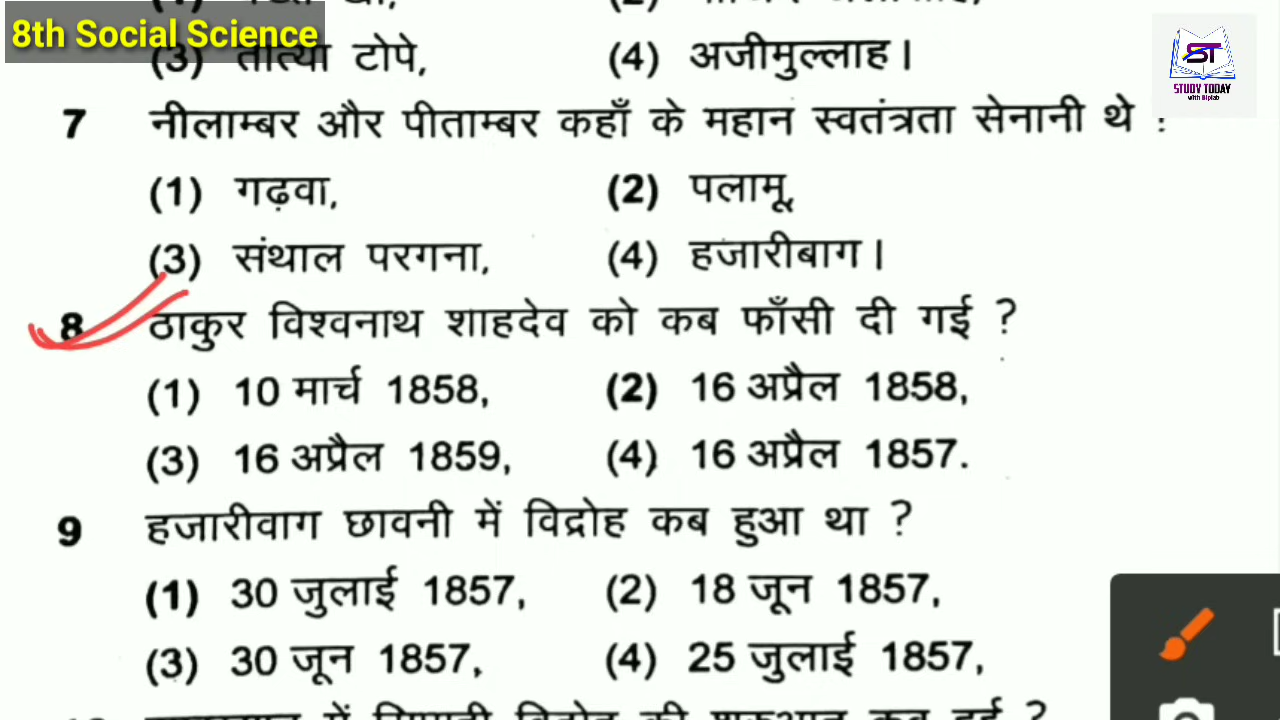 8th Social Science
(3) तात्या टोपे, (4) अजीमुल्लाह।
ST
STUDY TODAY
with Biplab
7 नीलाम्बर और पीताम्बर कहाँ के महान स्वतंत्रता सेनानी थे ?
(1) गढ़वा, (2) पलामू,
(3) संथाल परगना, (4) हजारीबाग।
8 ठाकुर विश्वनाथ शाहदेव को कब फाँसी दी गई ?
(1) 10 मार्च 1858, (2) 16 अप्रैल 1858,
(3) 16 अप्रैल 1859, (4) 16 अप्रैल 1857.
9 हजारीवाग छावनी में विद्रोह कब हुआ था ?
(1) 30 जुलाई 1857, (2) 18 जून 1857,
(3) 30 जून 1857, (4) 25 जुलाई 1857,